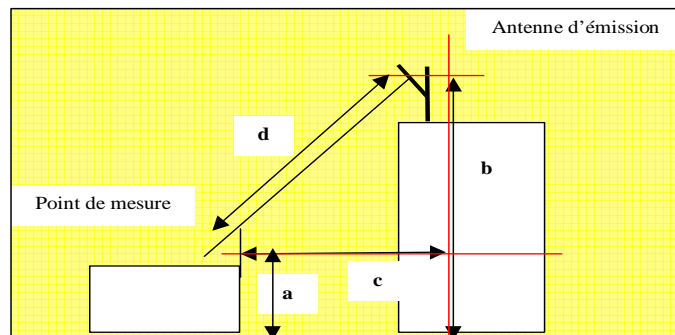 Antenne d'émission
d
b
Point de mesure
c
a